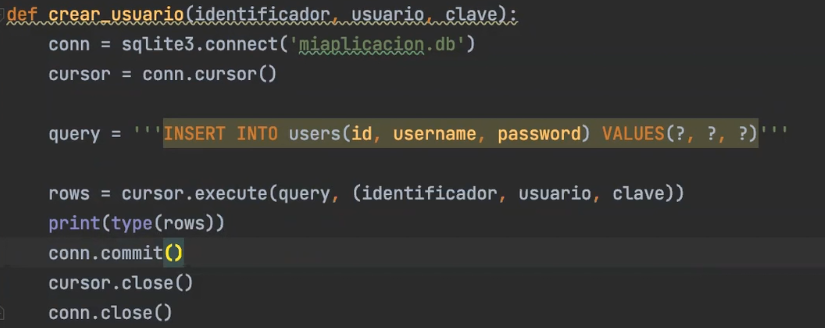 def crear_usuario(identificador, usuario, clave):
conn = sqlite3.connect('miaplicacion.db')
cursor = conn.cursor()
query = '''INSERT INTO users(id, username, password) VALUES(?, ?, ?)'''
rows = cursor.execute(query, (identificador, usuario, clave))
print(type(rows))
conn.commit()
cursor.close()
conn.close()